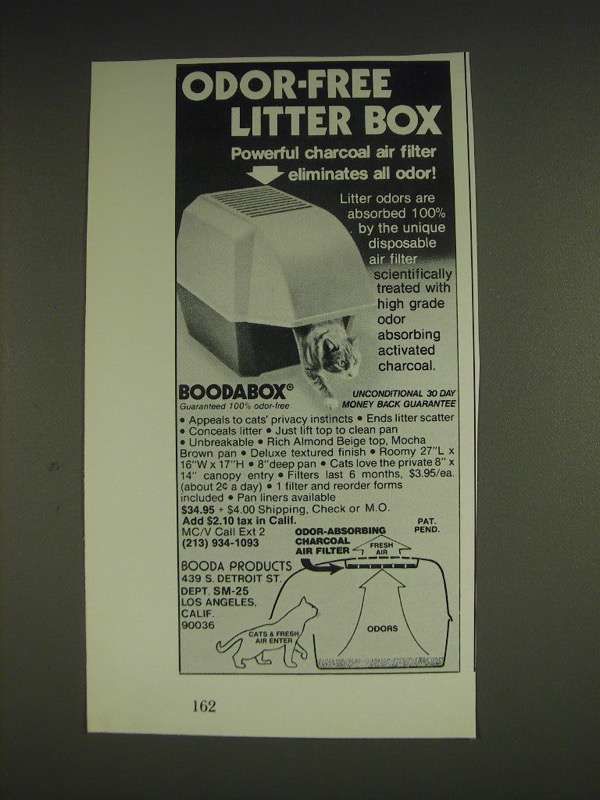 ODOR-FREE
LITTER BOX
Powerful charcoal air filter
eliminates all odor!
Litter odors are
absorbed 100%
by the unique
disposable
air filter
scientifically
treated with
high grade
odor
absorbing
activated
charcoal.
BOODABOX®
Guaranteed 100% odor-free
UNCONDITIONAL 30 DAY
MONEY BACK GUARANTEE
• Appeals to cats' privacy instincts • Ends litter scatter
• Conceals litter • Just lift top to clean pan
• Unbreakable • Rich Almond Beige top, Mocha
Brown pan • Deluxe textured finish • Roomy 27"L x
16"W x 17"H • 8" deep pan • Cats love the private 8" x
14" canopy entry • Filters last 6 months, $3.95/ea.
(about 2¢ a day) • 1 filter and reorder forms
included • Pan liners available
$34.95 + $4.00 Shipping, Check or M.O.
Add $2.10 tax in Calif.
MC/V Call Ext 2
(213) 934-1093
BOODA PRODUCTS
439 S. DETROIT ST.
DEPT. SM-25
LOS ANGELES,
CALIF.
90036
PAT.
PEND.
ODOR-ABSORBING
CHARCOAL
AIR FILTER
FRESH
AIR
ODORS
CATS & FRESH
AIR ENTER
162